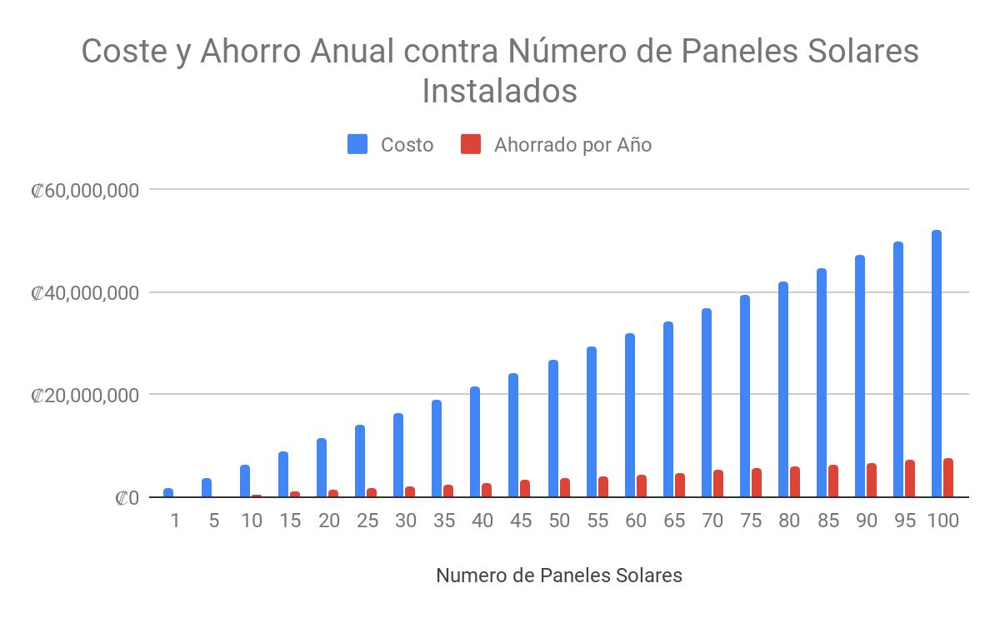 Coste y Ahorro Anual contra Número de Paneles Solares
Instalados
Costo Ahorrado por Año
₡60,000,000
₡40,000,000
₡20,000,000
₡0
1 5 10 15 20 25 30 35 40 45 50 55 60 65 70 75 80 85 90 95 100
Numero de Paneles Solares